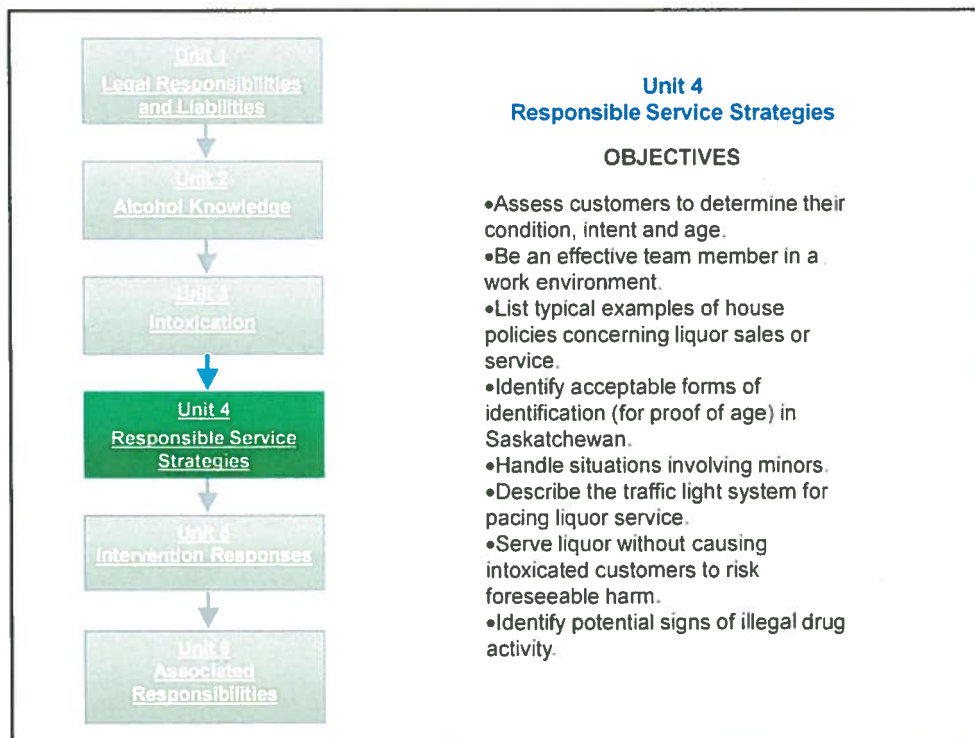 Unit 1
Legal Responsibilities
and Liabilities
Unit 2
Alcohol Knowledge
Unit 3
Intoxication
Unit 4
Responsible Service
Strategies
Unit 5
Intervention Responses
Unit 6
Associated
Responsibilities
Unit 4
Responsible Service Strategies
OBJECTIVES
•Assess customers to determine their
condition, intent and age.
•Be an effective team member in a
work environment.
•List typical examples of house
policies concerning liquor sales or
service.
•Identify acceptable forms of
identification (for proof of age) in
Saskatchewan.
•Handle situations involving minors.
•Describe the traffic light system for
pacing liquor service.
•Serve liquor without causing
intoxicated customers to risk
foreseeable harm.
•Identify potential signs of illegal drug
activity.